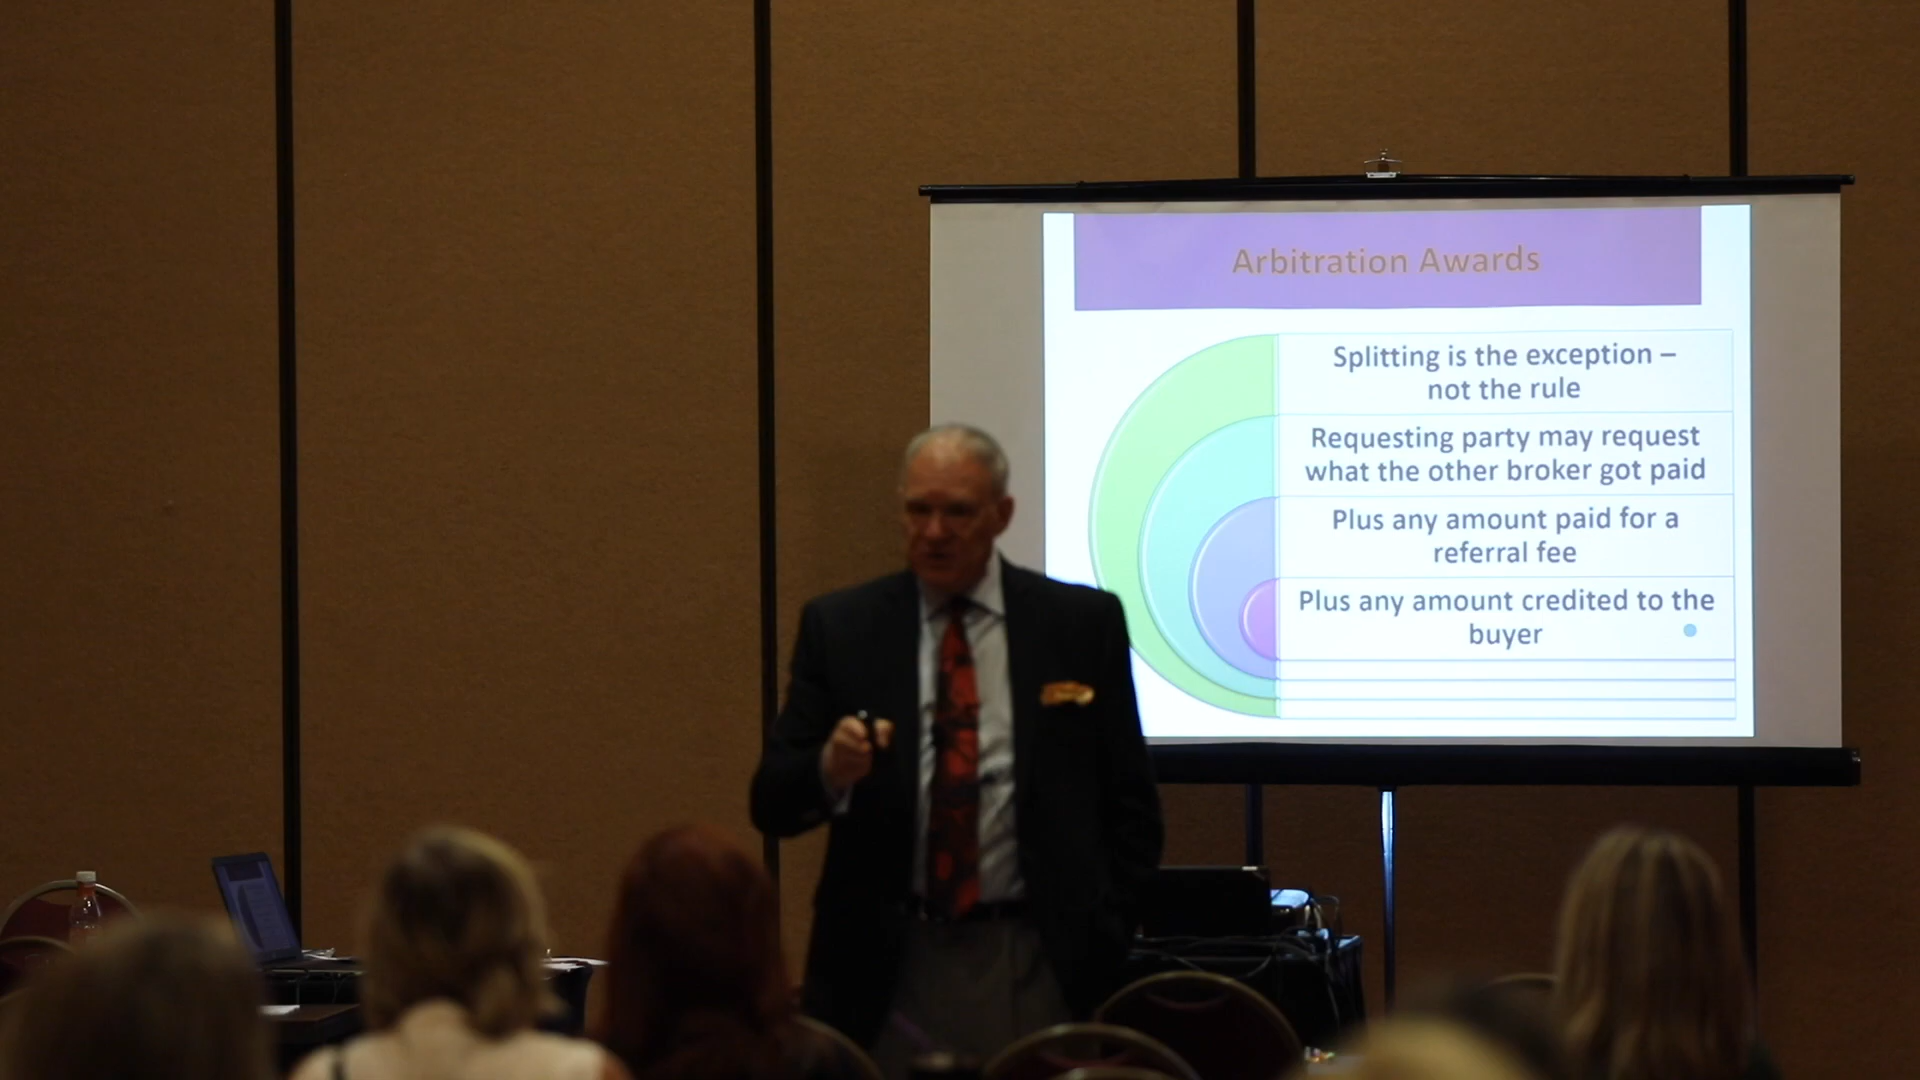 Arbitration Awards
Splitting is the exception –
not the rule
Requesting party may request
what the other broker got paid
Plus any amount paid for a
referral fee
Plus any amount credited to the
buyer